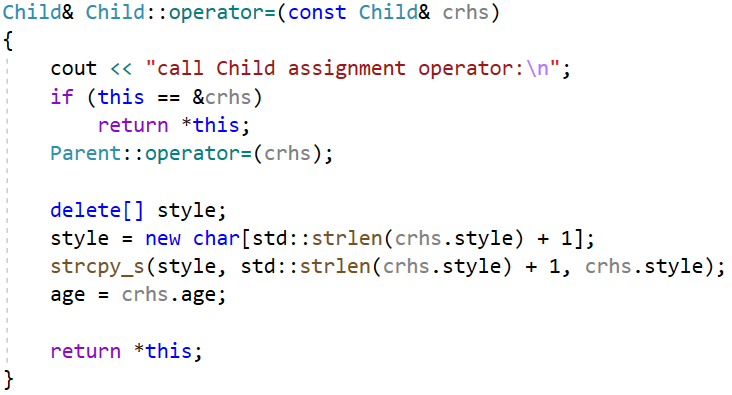 Child& Child::operator=(const Child& crhs)
{
    cout << "call Child assignment operator:\n";
    if (this == &crhs)
        return *this;
    Parent::operator=(crhs);

    delete[] style;
    style = new char[std::strlen(crhs.style) + 1];
    strcpy_s(style, std::strlen(crhs.style) + 1, crhs.style);
    age = crhs.age;

    return *this;
}